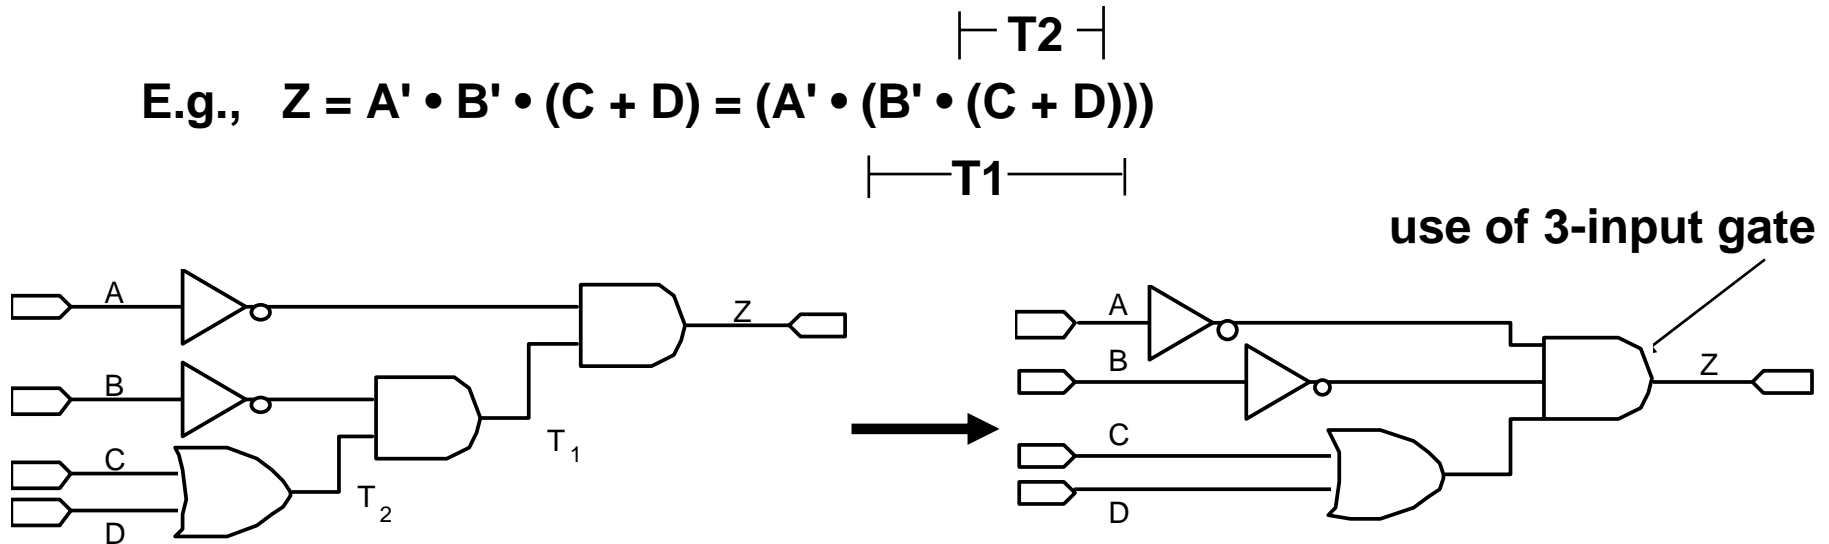 T2
E.g., Z = A' • B' • (C + D) = (A' • (B' • (C + D)))
T1
use of 3-input gate
A
Z
B
T₁
C
T₂
D
A
B
Z
C
D